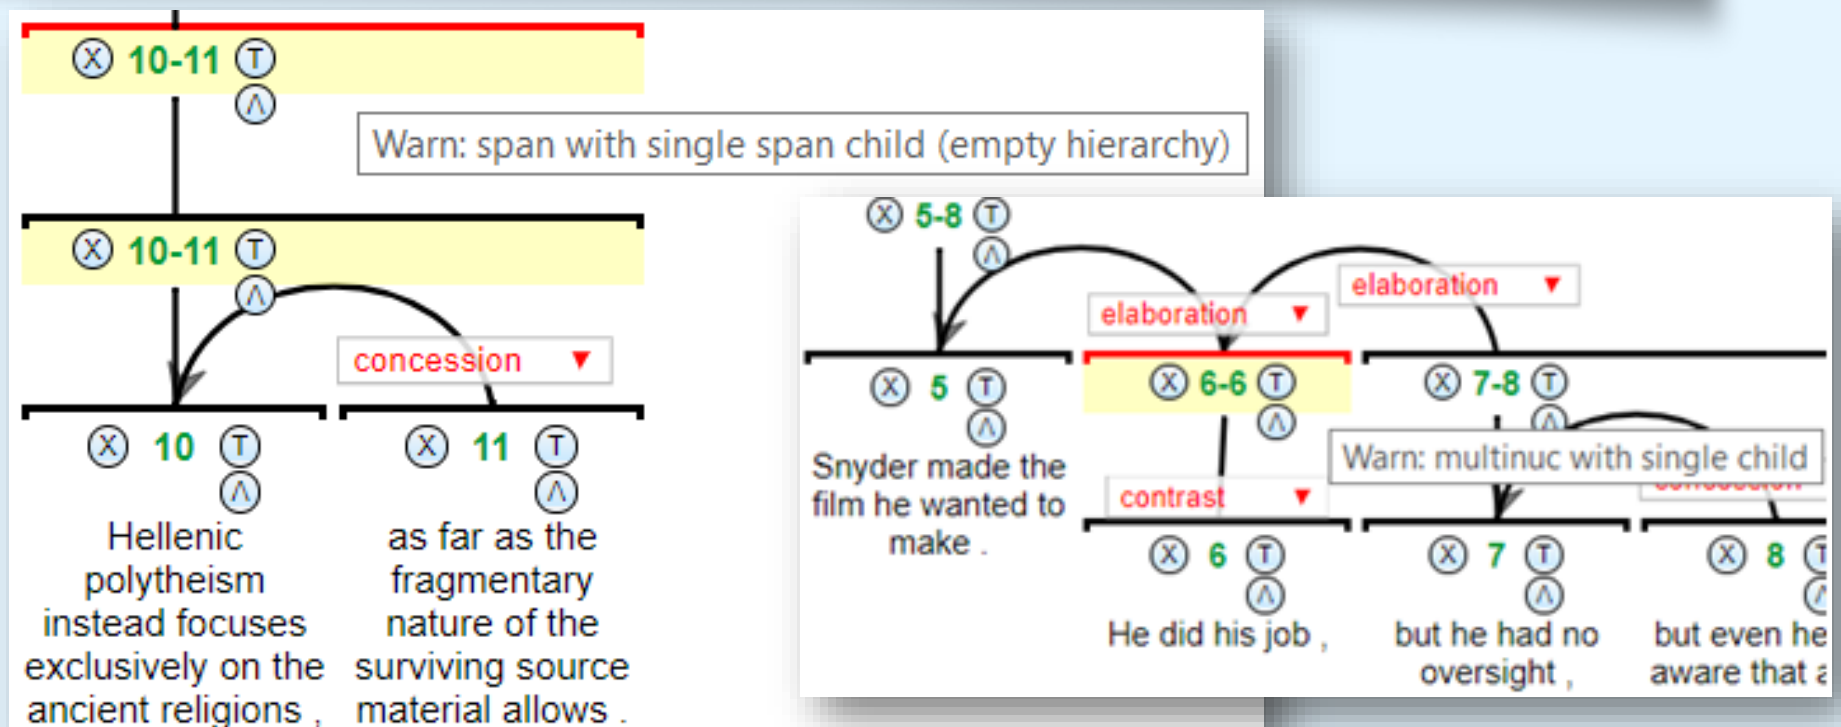 X 10-11 T
Λ
Warn: span with single span child (empty hierarchy)
X 10-11 T
Λ
concession ▼
X 10 T
Λ
X 11 T
Λ
Hellenic
polytheism
instead focuses
exclusively on the
ancient religions ,
as far as the
fragmentary
nature of the
surviving source
material allows .
X 5-8 T
Λ
elaboration ▼
elaboration ▼
X 5 T
Λ
X 6-6 T
Λ
X 7-8 T
Λ
Snyder made the
film he wanted to
make .
Warn: multinuc with single child
contrast ▼
X 6 T
Λ
X 7 T
Λ
X 8 T
Λ
He did his job ,
but he had no
oversight ,
but even he
aware that a